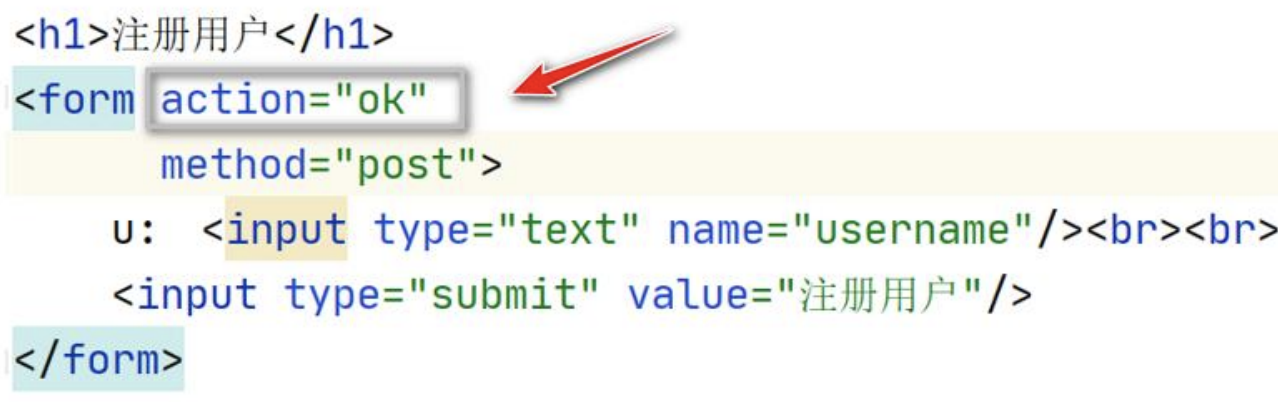 <h1>注册用户</h1>
<form action="ok"
method="post">
u: <input type="text" name="username"/><br><br>
<input type="submit" value="注册用户"/>
</form>